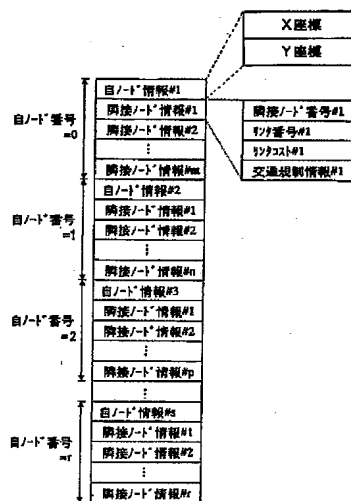 X座標
Y座標
自ノード情報#1
隣接ノード情報#1
隣接ノード情報#2
⋮
隣接ノード情報#m
自ノード番号
=0
隣接ノード番号#1
リンク番号#1
リンクコスト#1
交通規制情報#1
自ノード情報#2
隣接ノード情報#1
隣接ノード情報#2
⋮
隣接ノード情報#n
自ノード番号
=1
自ノード情報#3
隣接ノード情報#1
隣接ノード情報#2
⋮
隣接ノード情報#p
自ノード番号
=2
⋮
自ノード情報#s
隣接ノード情報#t
隣接ノード情報#2
⋮
隣接ノード情報#r
自ノード番号
=r